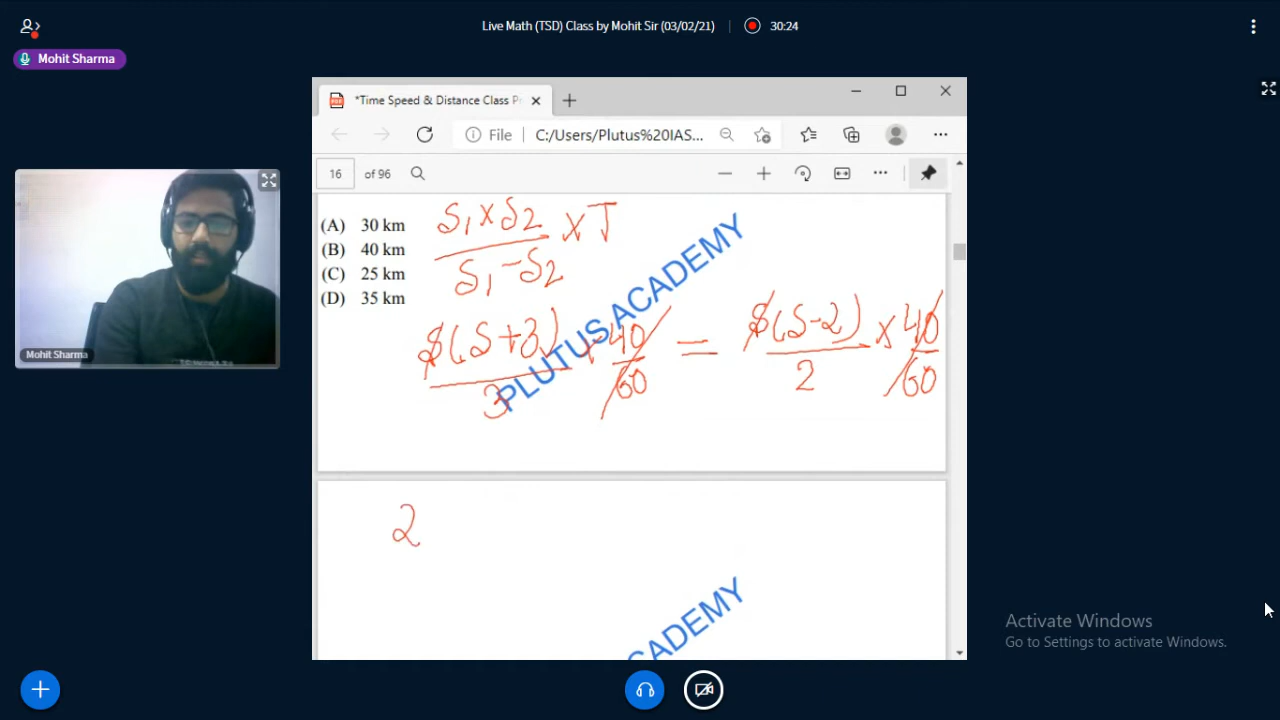 Live Math (TSD) Class by Mohit Sir (03/02/21)
30:24
Mohit Sharma
*Time Speed & Distance Class Pr
File C:/Users/Plutus%20IAS...
16 of 96
(A) 30 km
(B) 40 km
(C) 25 km
(D) 35 km
S₁ × S₂ / S₁ - S₂ × T
S(S+3) / 3 × 40/60 = S(S-2) / 2 × 40/60
PLUTUS ACADEMY
Mohit Sharma
2
CADEMY
Activate Windows
Go to Settings to activate Windows.